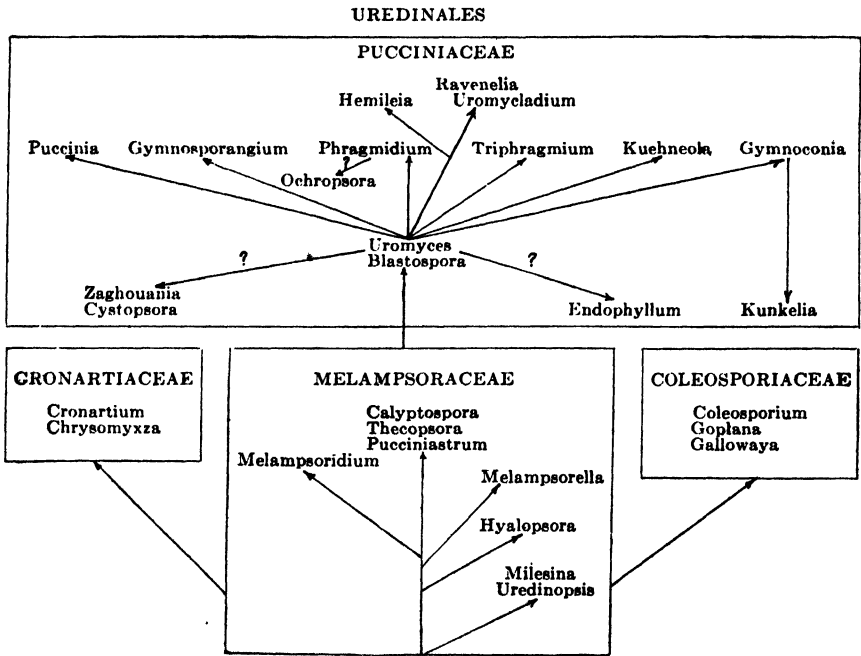 UREDINALES
PUCCINIACEAE
Ravenelia
Hemileia Uromycladium
Puccinia Gymnosporangium Phragmidium Triphragmium Kuehneola Gymnoconia
?
Ochropsora
Uromyces
Blastospora
? ?
Zaghouania
Cystopsora
Endophyllum Kunkelia
GRONARTIACEAE
Cronartium
Chrysomyxza
MELAMPSORACEAE
Calyptospora
Thecopsora
Pucciniastrum
Melampsoridium
Melampsorella
Hyalopsora
Milesina
Uredinopsis
COLEOSPORIACEAE
Coleosporium
Goplana
Gallowaya